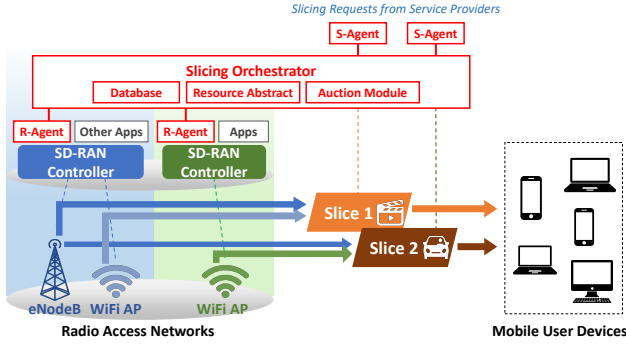 Slicing Requests from Service Providers
S-Agent
S-Agent
Slicing Orchestrator
Database
Resource Abstract
Auction Module
R-Agent
Other Apps
R-Agent
Apps
SD-RAN
Controller
SD-RAN
Controller
Slice 1
Slice 2
eNodeB
WiFi AP
WiFi AP
Radio Access Networks
Mobile User Devices